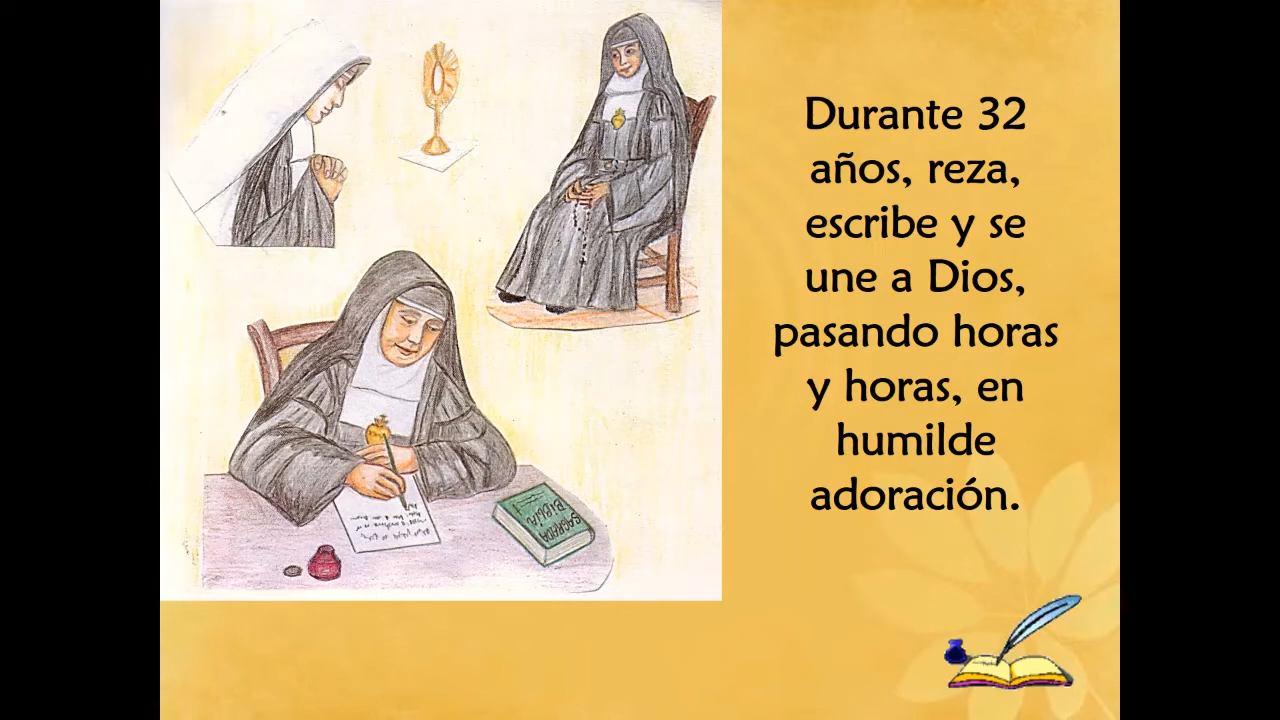 Durante 32
años, reza,
escribe y se
une a Dios,
pasando horas
y horas, en
humilde
adoración.
SAGRADA
BIBLIA